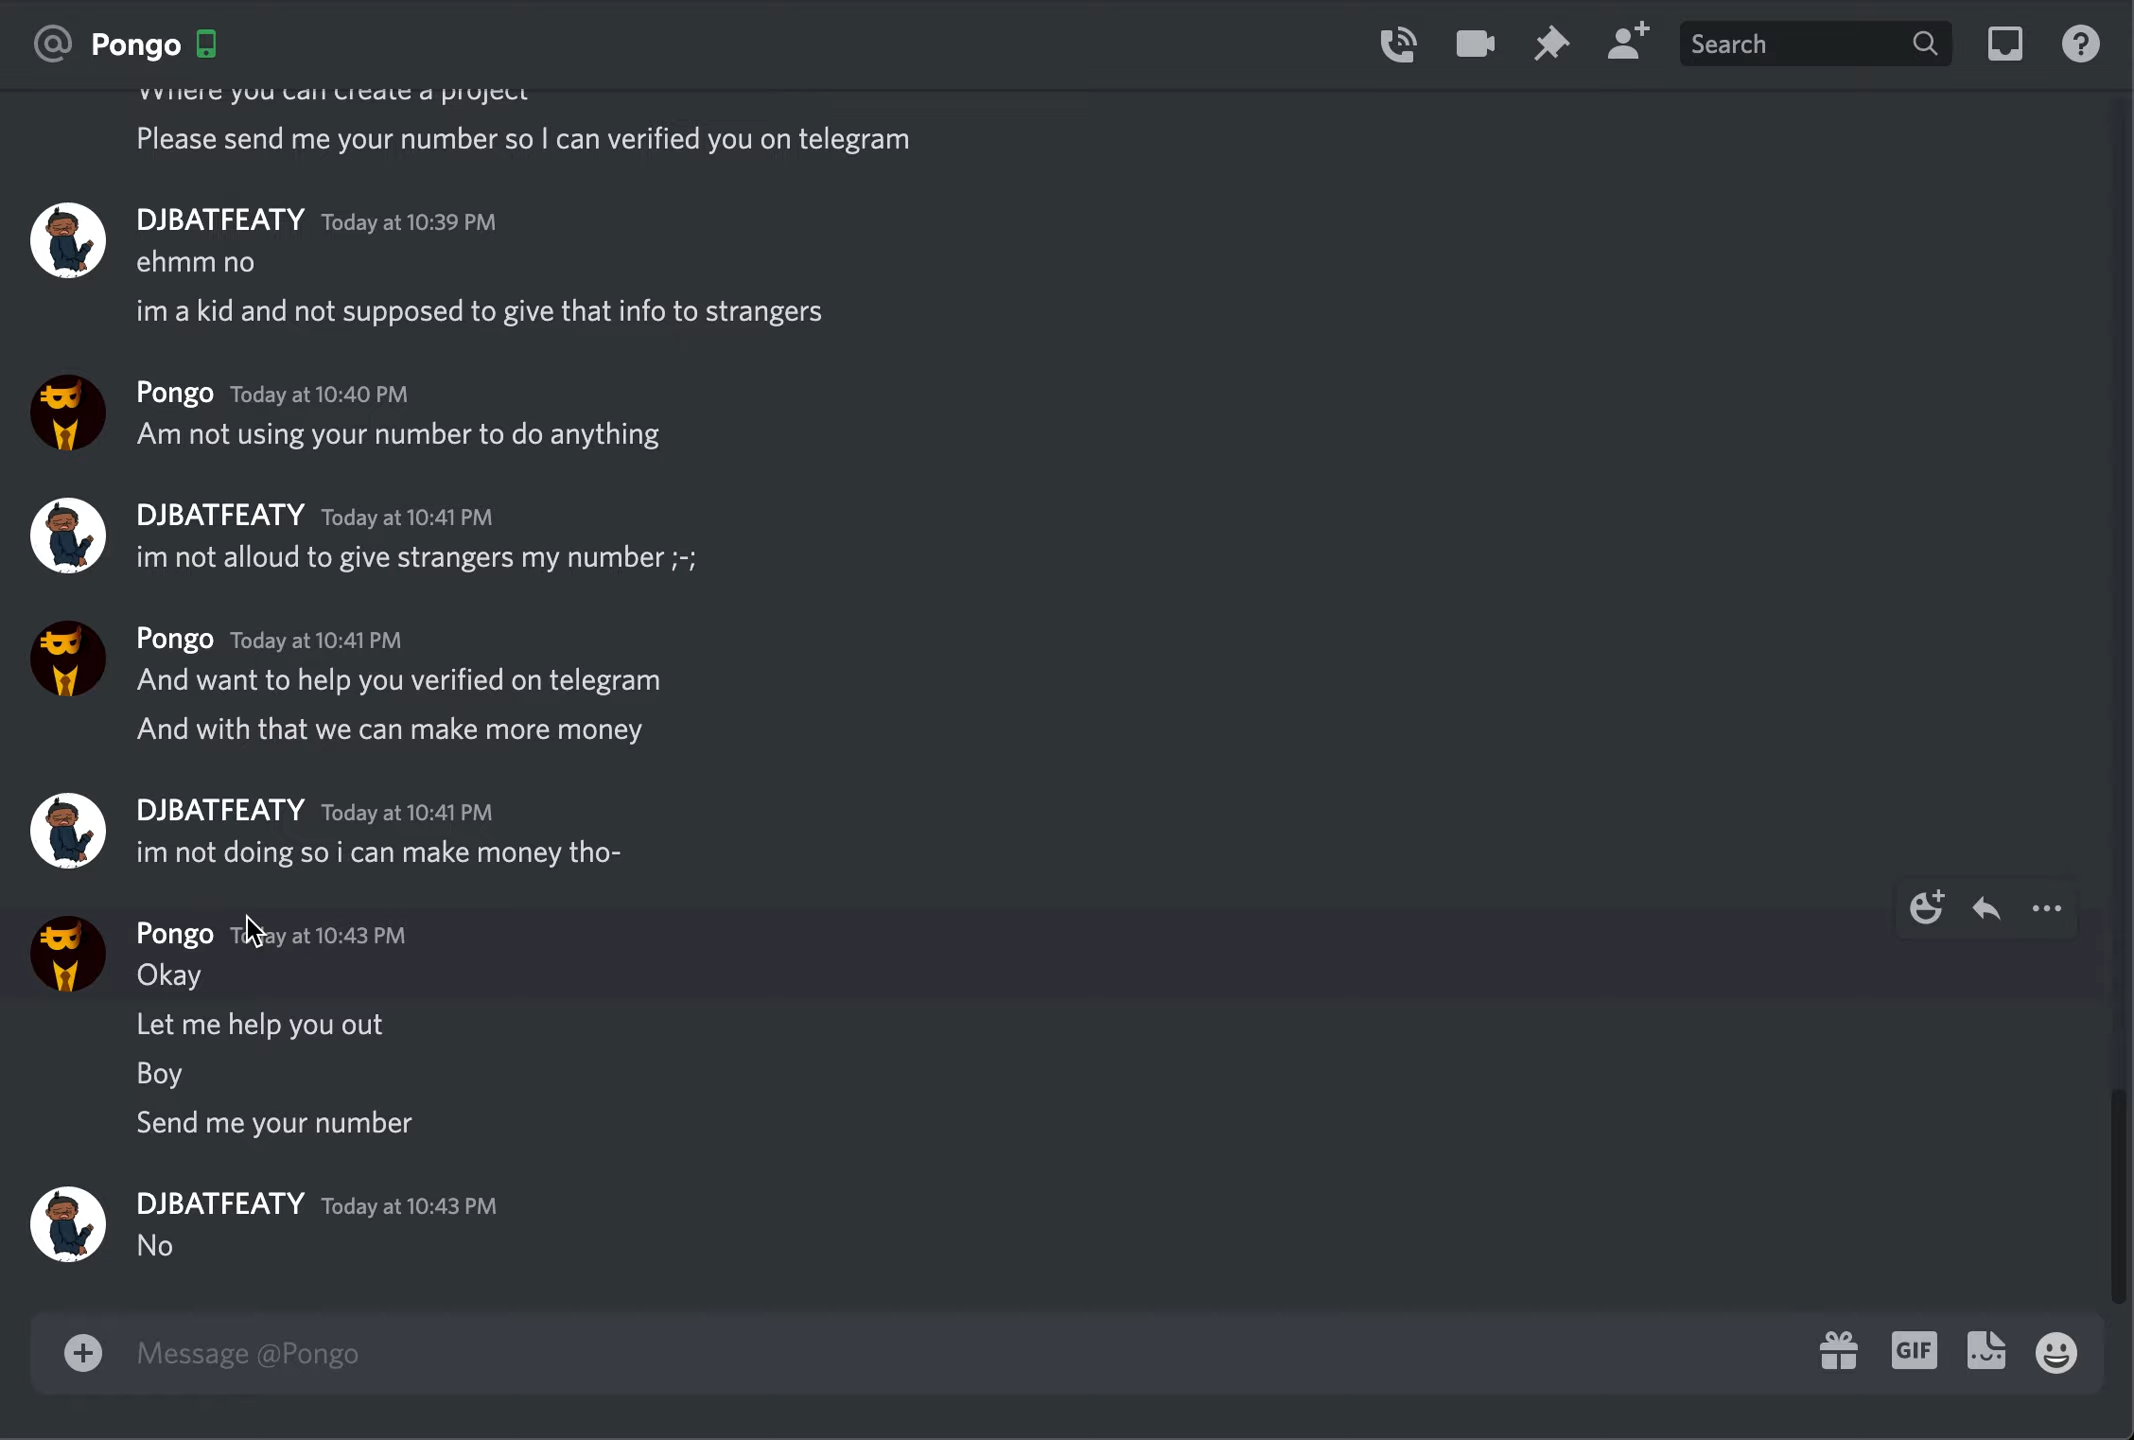 Pongo
Search
Where you can create a project
Please send me your number so I can verified you on telegram
DJBATFEATY Today at 10:39 PM
ehmm no
im a kid and not supposed to give that info to strangers
Pongo Today at 10:40 PM
Am not using your number to do anything
DJBATFEATY Today at 10:41 PM
im not alloud to give strangers my number ;-;
Pongo Today at 10:41 PM
And want to help you verified on telegram
And with that we can make more money
DJBATFEATY Today at 10:41 PM
im not doing so i can make money tho-
Pongo Today at 10:43 PM
Okay
Let me help you out
Boy
Send me your number
DJBATFEATY Today at 10:43 PM
No
Message @Pongo
GIF